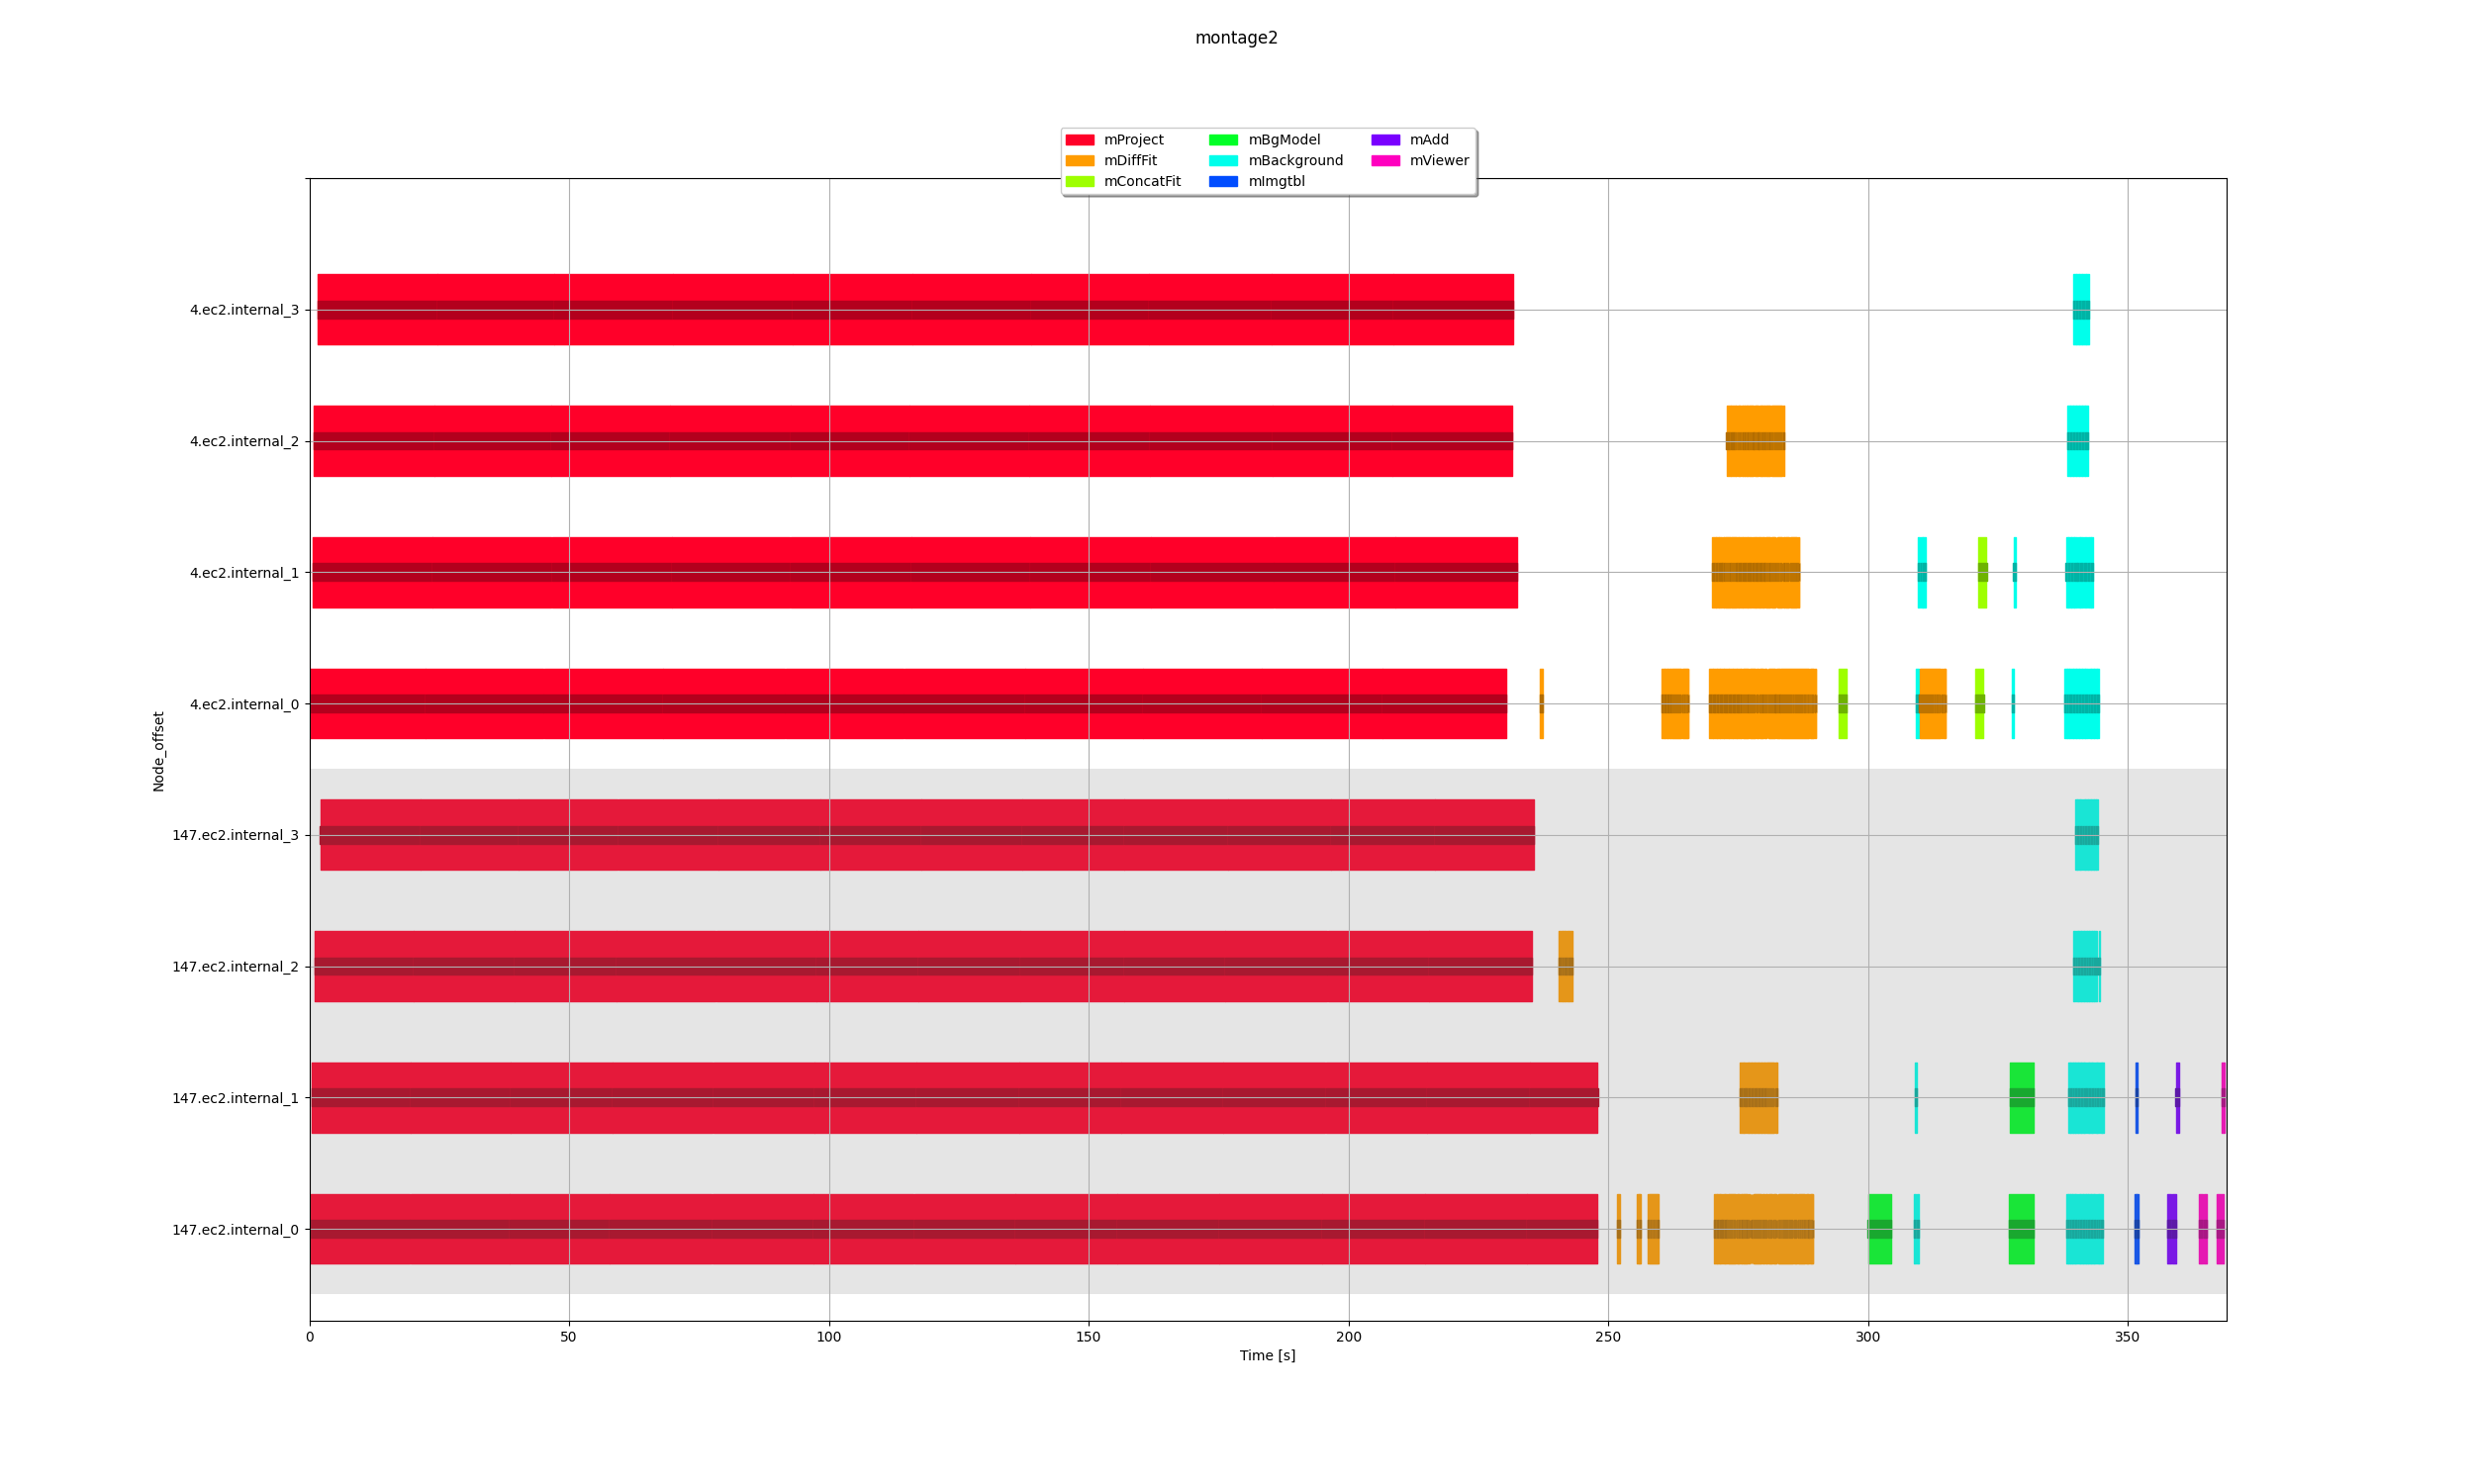 montage2
mProject mBgModel mAdd
mDiffFit mBackground mViewer
mConcatFit mImgtbl
4.ec2.internal_3
4.ec2.internal_2
4.ec2.internal_1
4.ec2.internal_0
147.ec2.internal_3
147.ec2.internal_2
147.ec2.internal_1
147.ec2.internal_0
Node_offset
0 50 100 150 200 250 300 350
Time [s]